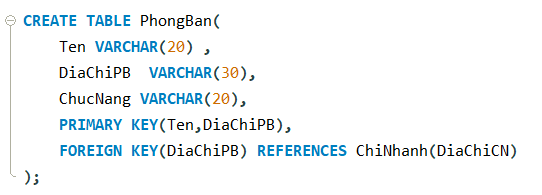 CREATE TABLE PhongBan(
Ten VARCHAR(20) ,
DiaChiPB  VARCHAR(30),
ChucNang VARCHAR(20),
PRIMARY KEY(Ten,DiaChiPB),
FOREIGN KEY(DiaChiPB) REFERENCES ChiNhanh(DiaChiCN)
);